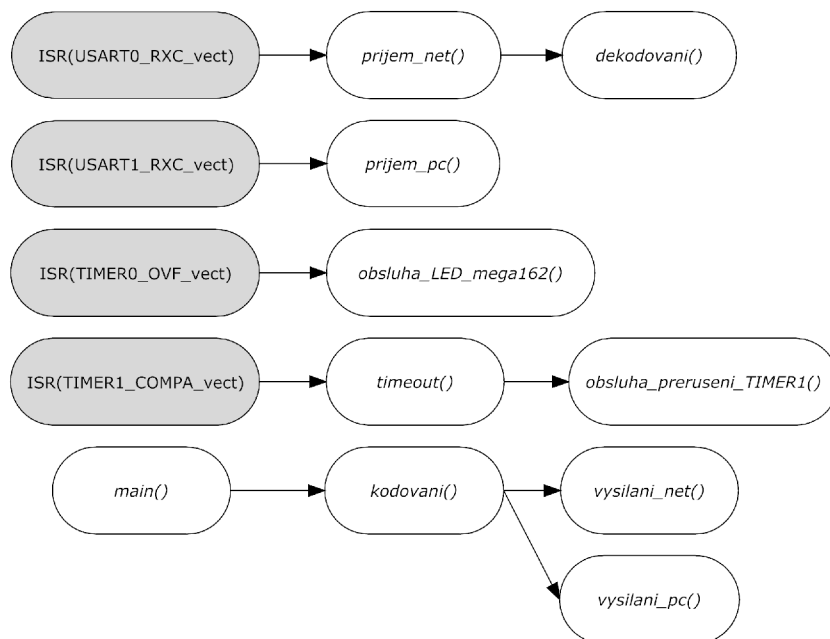 ISR(USART0_RXC_vect)
prijem_net()
dekodovani()
ISR(USART1_RXC_vect)
prijem_pc()
ISR(TIMER0_OVF_vect)
obsluha_LED_mega162()
ISR(TIMER1_COMPA_vect)
timeout()
obsluha_preruseni_TIMER1()
main()
kodovani()
vysilani_net()
vysilani_pc()